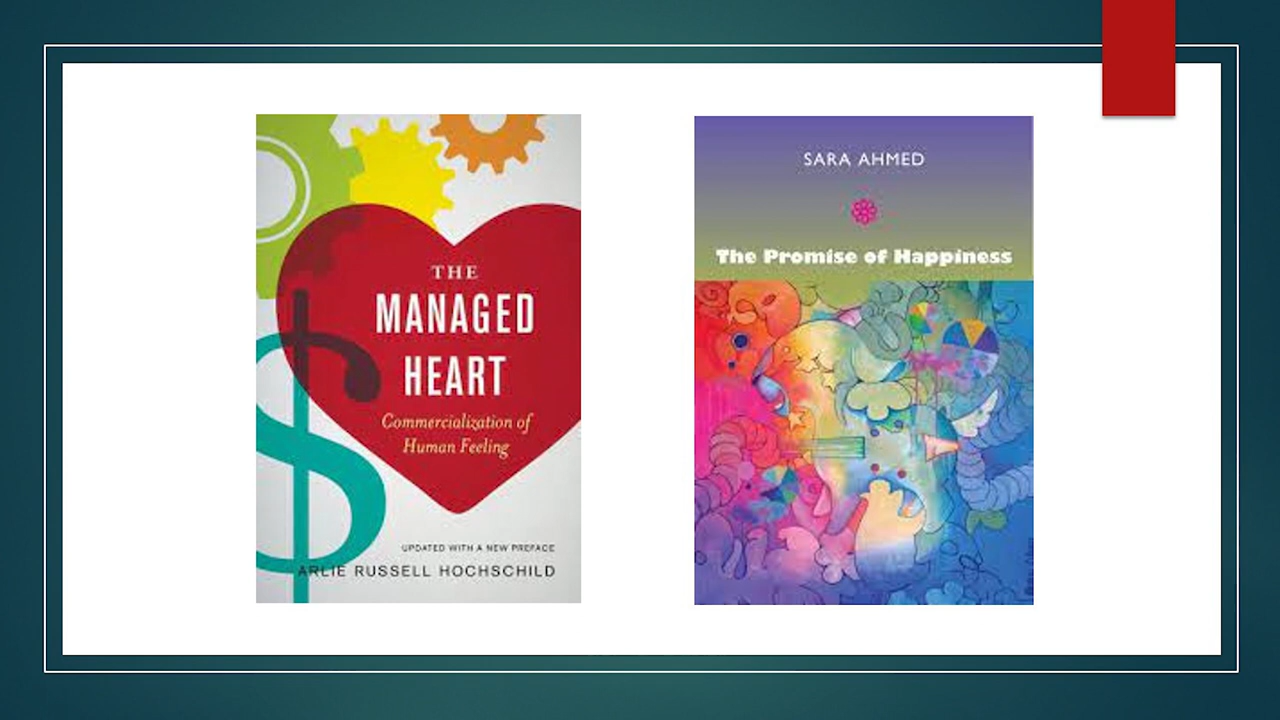 THE
MANAGED
HEART
Commercialization of
Human Feeling
UPDATED WITH A NEW PREFACE
ARLIE RUSSELL HOCHSCHILD
SARA AHMED
The Promise of Happiness